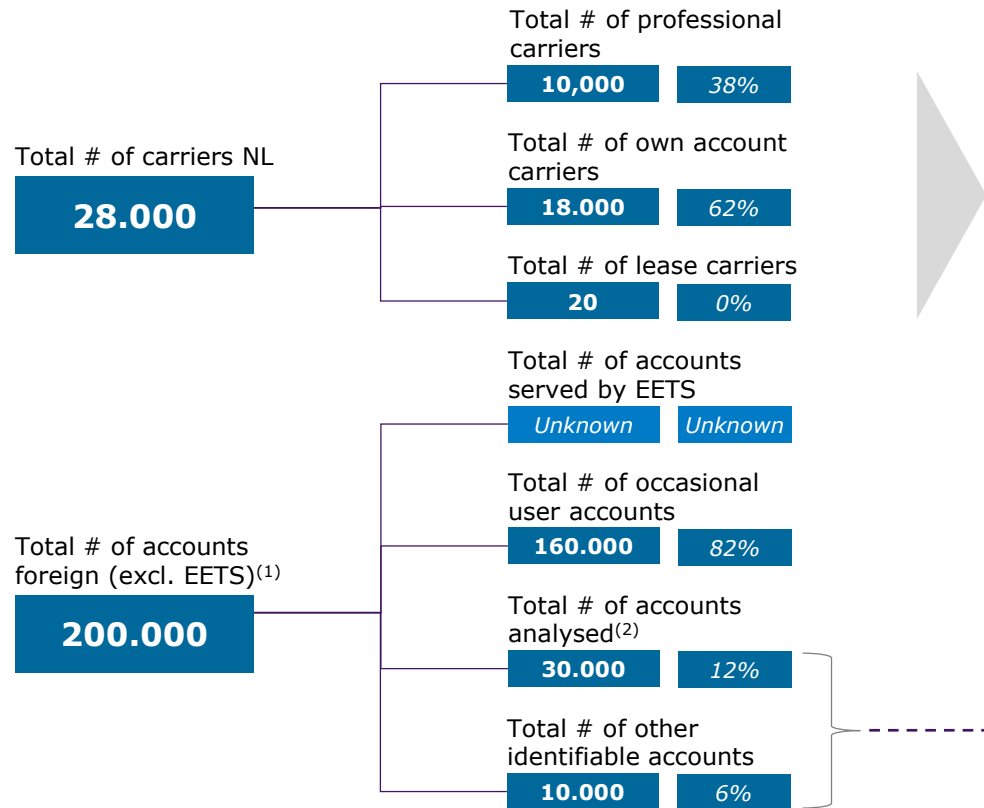 Total # of professional
carriers
10,000 38%
Total # of carriers NL
28.000
Total # of own account
carriers
18.000 62%
Total # of lease carriers
20 0%
Total # of accounts
served by EETS
Unknown Unknown
Total # of occasional
user accounts
160.000 82%
Total # of accounts
foreign (excl. EETS)(1)
200.000
Total # of accounts
analysed(2)
30.000 12%
Total # of other
identifiable accounts
10.000 6%